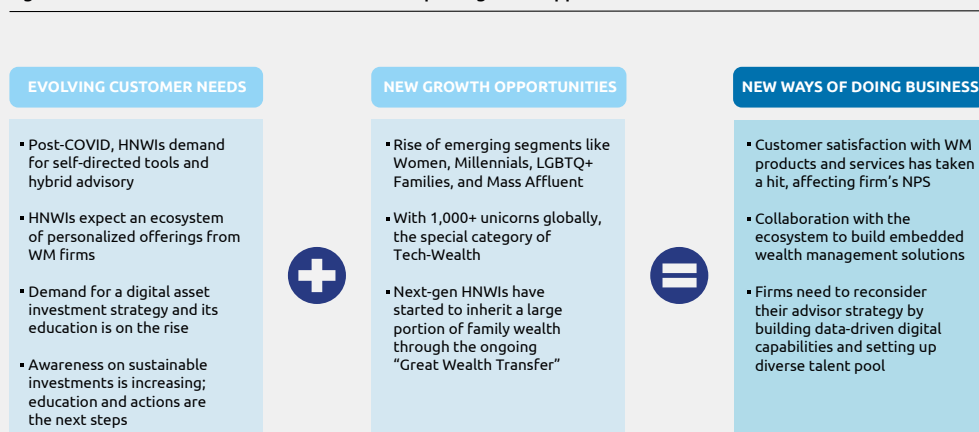 EVOLVING CUSTOMER NEEDS
▪ Post-COVID, HNWIs demand
for self-directed tools and
hybrid advisory
▪ HNWIs expect an ecosystem
of personalized offerings from
WM firms
▪ Demand for a digital asset
investment strategy and its
education is on the rise
▪ Awareness on sustainable
investments is increasing;
education and actions are
the next steps
+
NEW GROWTH OPPORTUNITIES
▪ Rise of emerging segments like
Women, Millennials, LGBTQ+
Families, and Mass Affluent
▪ With 1,000+ unicorns globally,
the special category of
Tech-Wealth
▪ Next-gen HNWIs have
started to inherit a large
portion of family wealth
through the ongoing
“Great Wealth Transfer”
=
NEW WAYS OF DOING BUSINESS
▪ Customer satisfaction with WM
products and services has taken
a hit, affecting firm’s NPS
▪ Collaboration with the
ecosystem to build embedded
wealth management solutions
▪ Firms need to reconsider
their advisor strategy by
building data-driven digital
capabilities and setting up
diverse talent pool